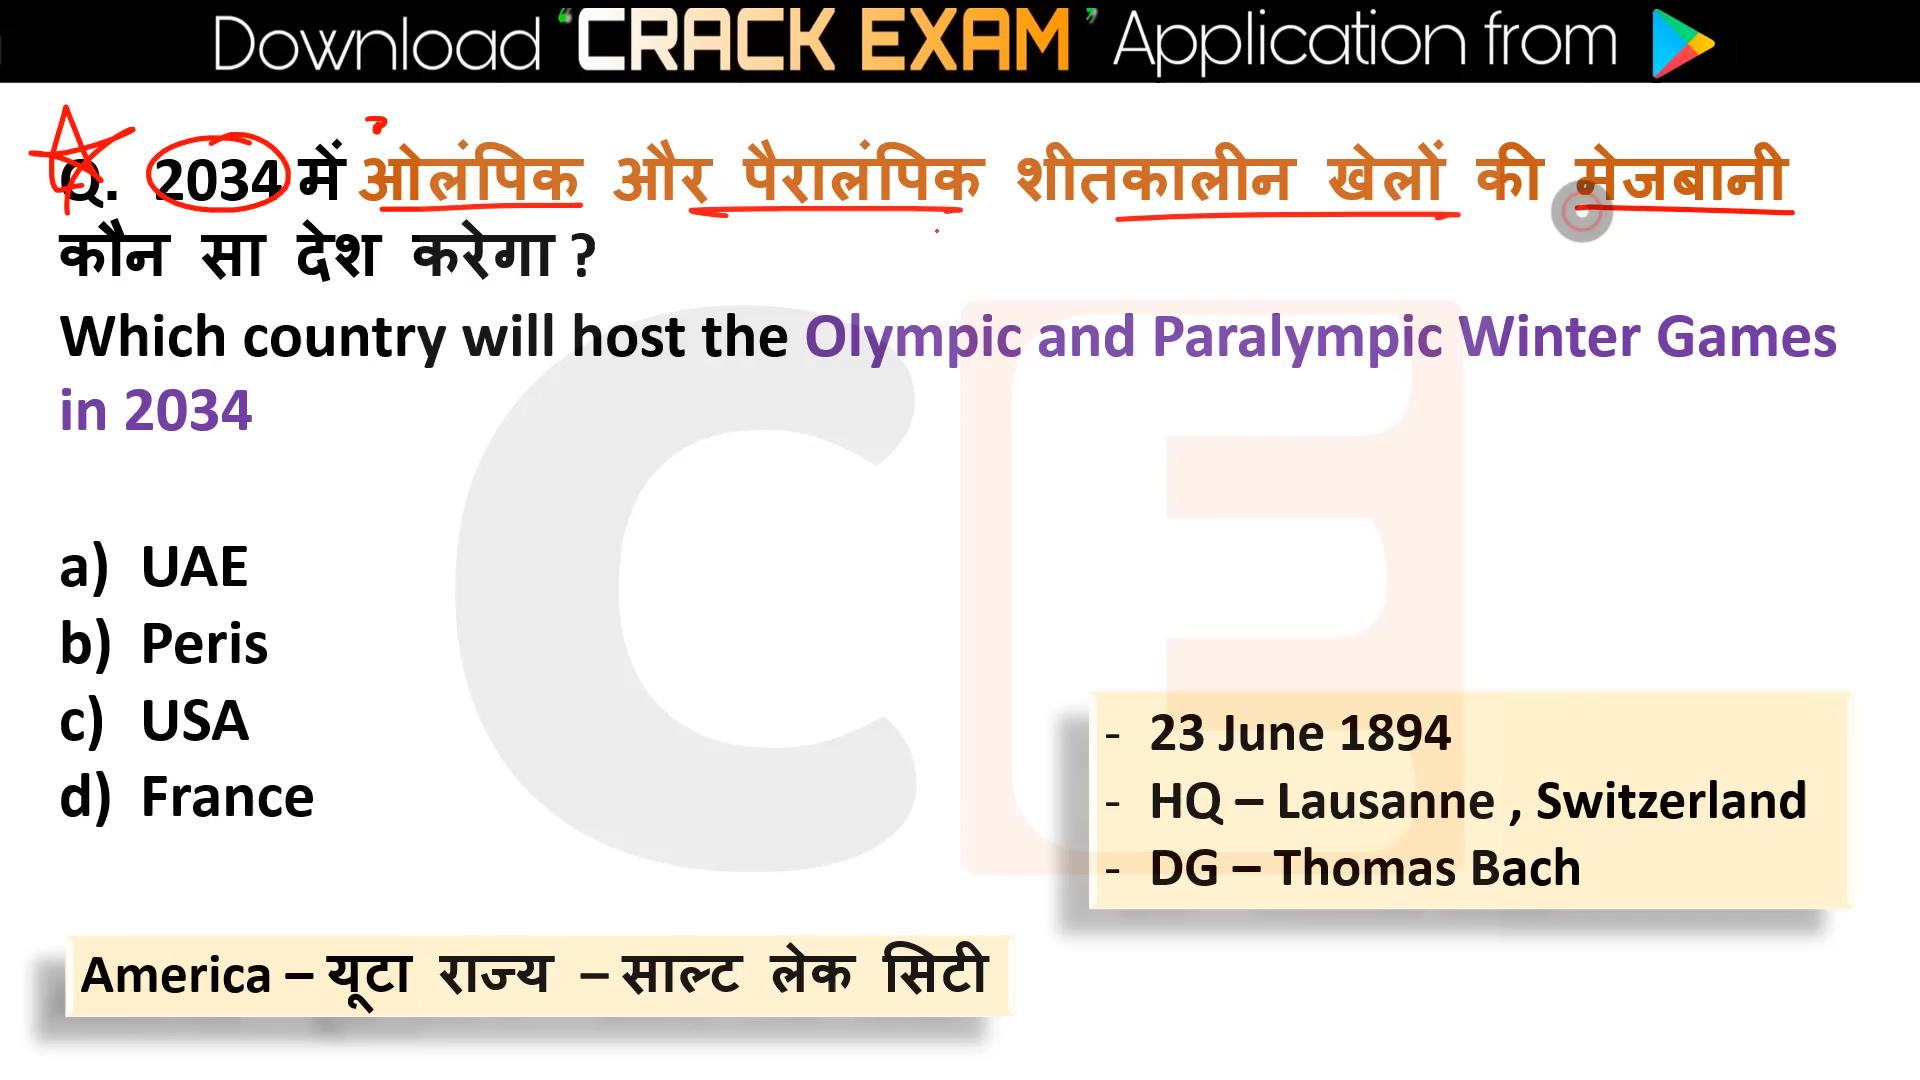 Download ‘CRACK EXAM’ Application from
Q. 2034 में ओलंपिक और पैरालंपिक शीतकालीन खेलों की मेजबानी
कौन सा देश करेगा ?
Which country will host the Olympic and Paralympic Winter Games
in 2034
a) UAE
b) Peris
c) USA
d) France
- 23 June 1894
- HQ – Lausanne , Switzerland
- DG – Thomas Bach
America – यूटा राज्य – साल्ट लेक सिटी
CE